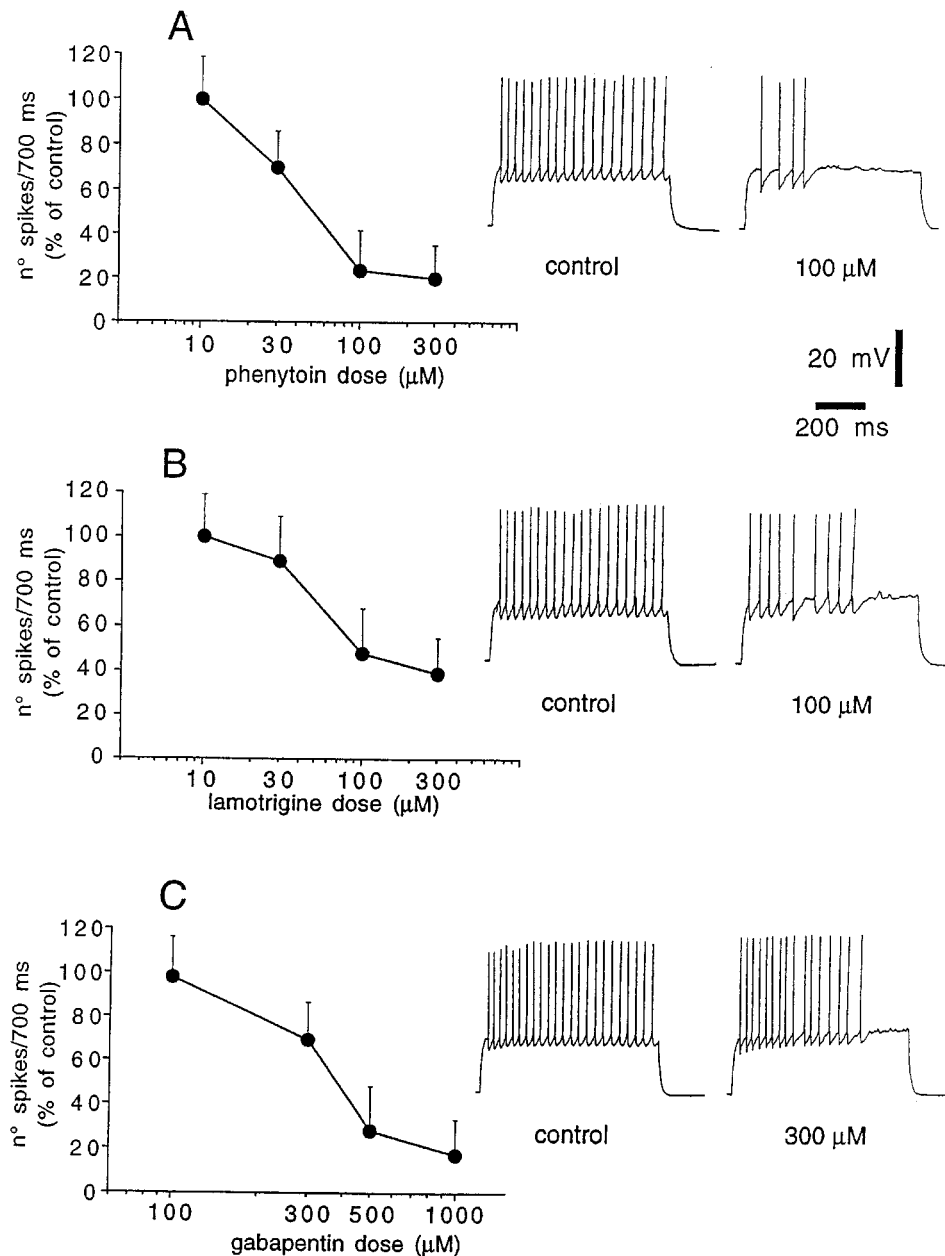 A
n° spikes/700 ms
(% of control)
120
100
80
60
40
20
0
10 30 100 300
phenytoin dose (µM)
control
100 µM
20 mV
200 ms
B
n° spikes/700 ms
(% of control)
120
100
80
60
40
20
0
10 30 100 300
lamotrigine dose (µM)
control
100 µM
C
n° spikes/700 ms
(% of control)
120
100
80
60
40
20
0
100 300 500 1000
gabapentin dose (µM)
control
300 µM